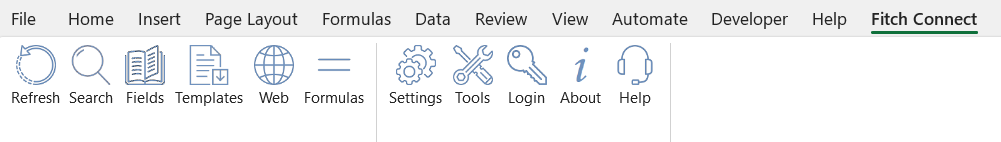 File Home Insert Page Layout Formulas Data Review View Automate Developer Help Fitch Connect
Refresh Search Fields Templates Web Formulas Settings Tools Login About Help